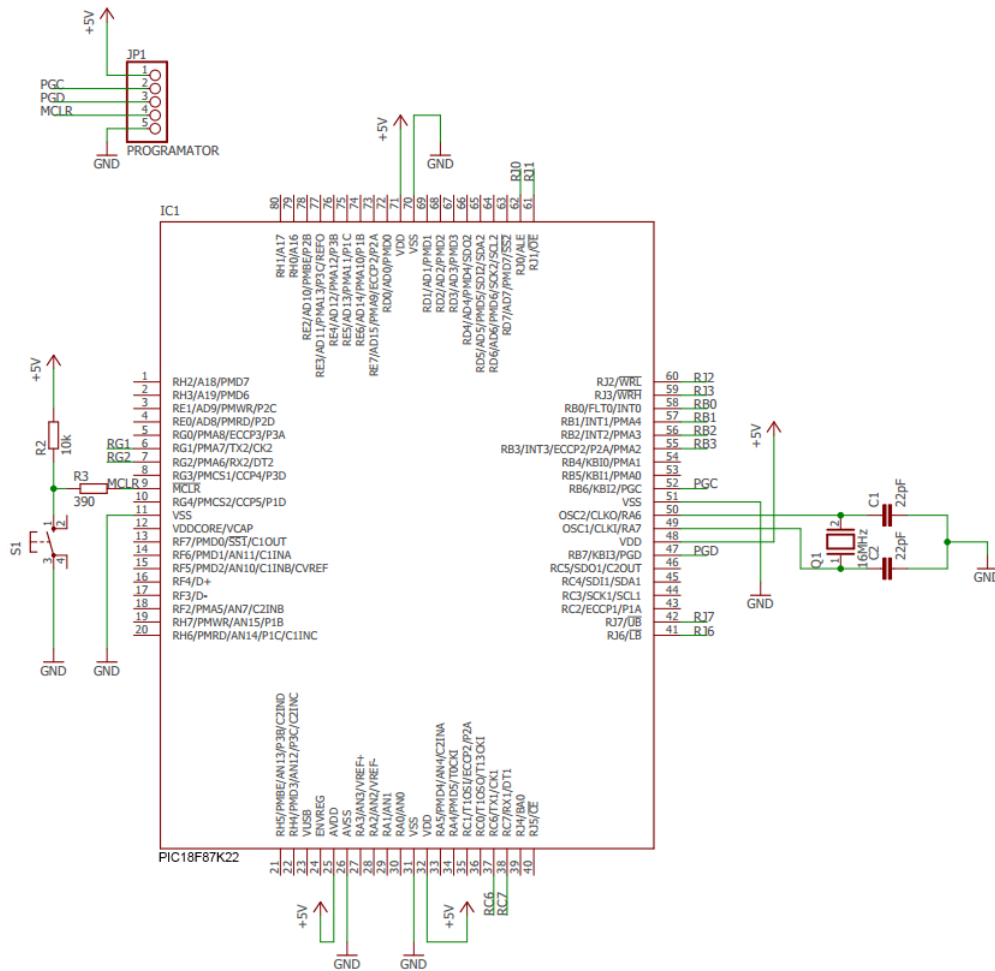 +5V
JP1
1
PGC
2
PGD
3
MCLR
4
5
GND
PROGRAMATOR
+5V
GND
RJ0
RJ1
IC1
80
79
78
77
76
75
74
73
72
71
70
69
68
67
66
65
64
63
62
61
RH1/A17
RH0/A16
RE2/AD10/PMBE/P2B
RE3/AD11/PMA13/P3C/REFO
RE4/AD12/PMA12/P3B
RE5/AD13/PMA11/P1C
RE6/AD14/PMA10/P1B
RE7/AD15/PMA9/ECCP2/P2A
RD0/AD0/PMD0
VDD
VSS
RD1/AD1/PMD1
RD2/AD2/PMD2
RD3/AD3/PMD3
RD4/AD4/PMD4/SDO2
RD5/AD5/PMD5/SDI2/SDA2
RD6/AD6/PMD6/SCK2/SCL2
RD7/AD7/PMD7/SS2
RJ0/ALE
RJ1/OE
+5V
R2
10k
R3
390
MCLR
S1
1
2
3
4
GND
GND
RG1
RG2
1 RH2/A18/PMD7
2 RH3/A19/PMD6
3 RE1/AD9/PMWR/P2C
4 RE0/AD8/PMRD/P2D
5 RG0/PMA8/ECCP3/P3A
6 RG1/PMA7/TX2/CK2
7 RG2/PMA6/RX2/DT2
8 RG3/PMCS1/CCP4/P3D
9 MCLR
10 RG4/PMCS2/CCP5/P1D
11 VSS
12 VDDCORE/VCAP
13 RF7/PMD0/SS1/C1OUT
14 RF6/PMD1/AN11/C1INA
15 RF5/PMD2/AN10/C1INB/CVREF
16 RF4/D+
17 RF3/D-
18 RF2/PMA5/AN7/C2INB
19 RH7/PMWR/AN15/P1B
20 RH6/PMRD/AN14/P1C/C1INC
RJ2/WRL 60 RJ2
RJ3/WRH 59 RJ3
RB0/FLT0/INT0 58 RB0
RB1/INT1/PMA4 57 RB1
RB2/INT2/PMA3 56 RB2
RB3/INT3/ECCP2/P2A/PMA2 55 RB3
RB4/KBI0/PMA1 54
RB5/KBI1/PMA0 53
RB6/KBI2/PGC 52 PGC
VSS 51
OSC2/CLKO/RA6 50
OSC1/CLKI/RA7 49
VDD 48
RB7/KBI3/PGD 47 PGD
RC5/SDO1/C2OUT 46
RC4/SDI1/SDA1 45
RC3/SCK1/SCL1 44
RC2/ECCP1/P1A 43
RJ7/UB 42 RJ7
RJ6/LB 41 RJ6
+5V
GND
Q1
2
1
16MHz
C1
22pF
C2
22pF
GND
RH5/PMBE/AN13/P3B/C2IND
RH4/PMD3/AN12/P3C/C2INC
VUSB
ENVREG
AVDD
AVSS
RA3/AN3/VREF+
RA2/AN2/VREF-
RA1/AN1
RA0/AN0
VSS
VDD
RA5/PMD4/AN4/C2INA
RA4/PMD5/T0CKI
RC1/T1OSI/ECCP2/P2A
RC0/T1OSO/T13CKI
RC6/TX1/CK1
RC7/RX1/DT1
RJ4/BA0
RJ5/CE
PIC18F87K22
21
22
23
24
25
26
27
28
29
30
31
32
33
34
35
36
37
38
39
40
+5V
GND
GND
+5V
RC6
RC7